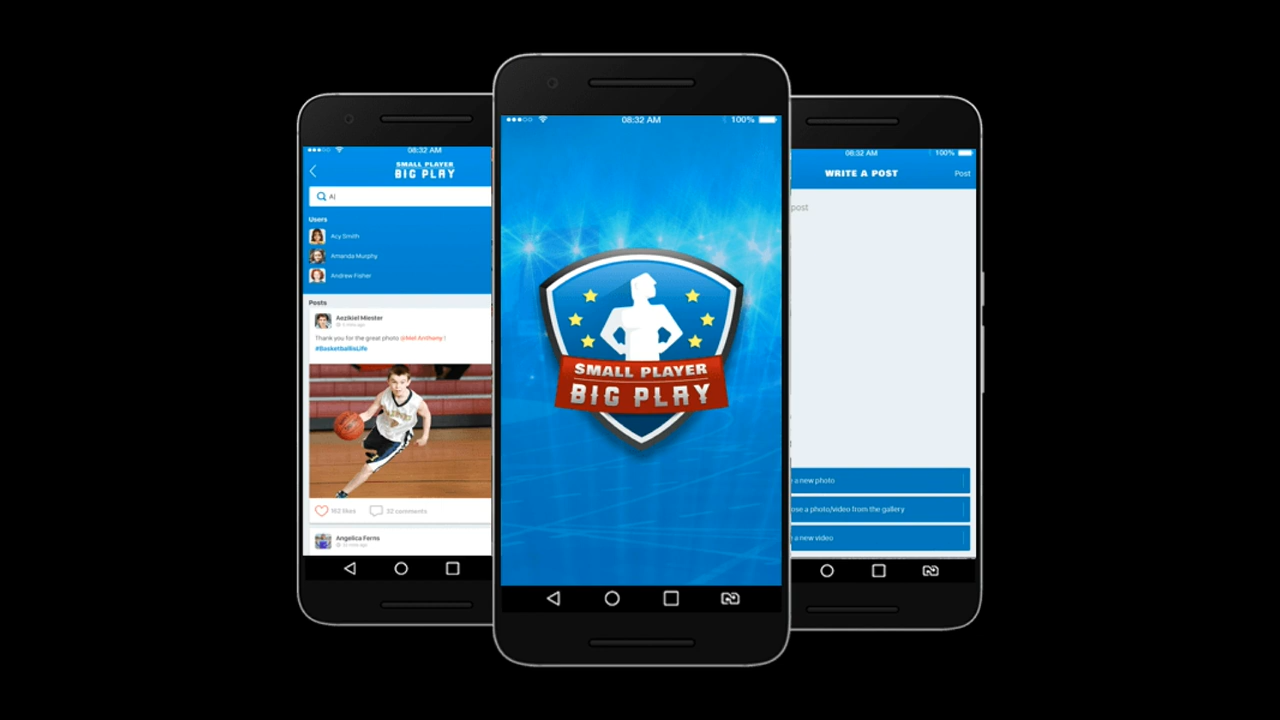 08:32 AM
SMALL PLAYER
BIG PLAY
A|
Users
Acy Smith
Amanda Murphy
Andrew Fisher
Posts
Aezikiel Miester
Thank you for the great photo @Mel Anthony !
#BasketballisLife
162 likes
32 comments
Angelica Ferns
08:32 AM
100%
SMALL PLAYER
BIG PLAY
08:32 AM
100%
WRITE A POST
Post
post
a new photo
ose a photo/video from the gallery
a new video